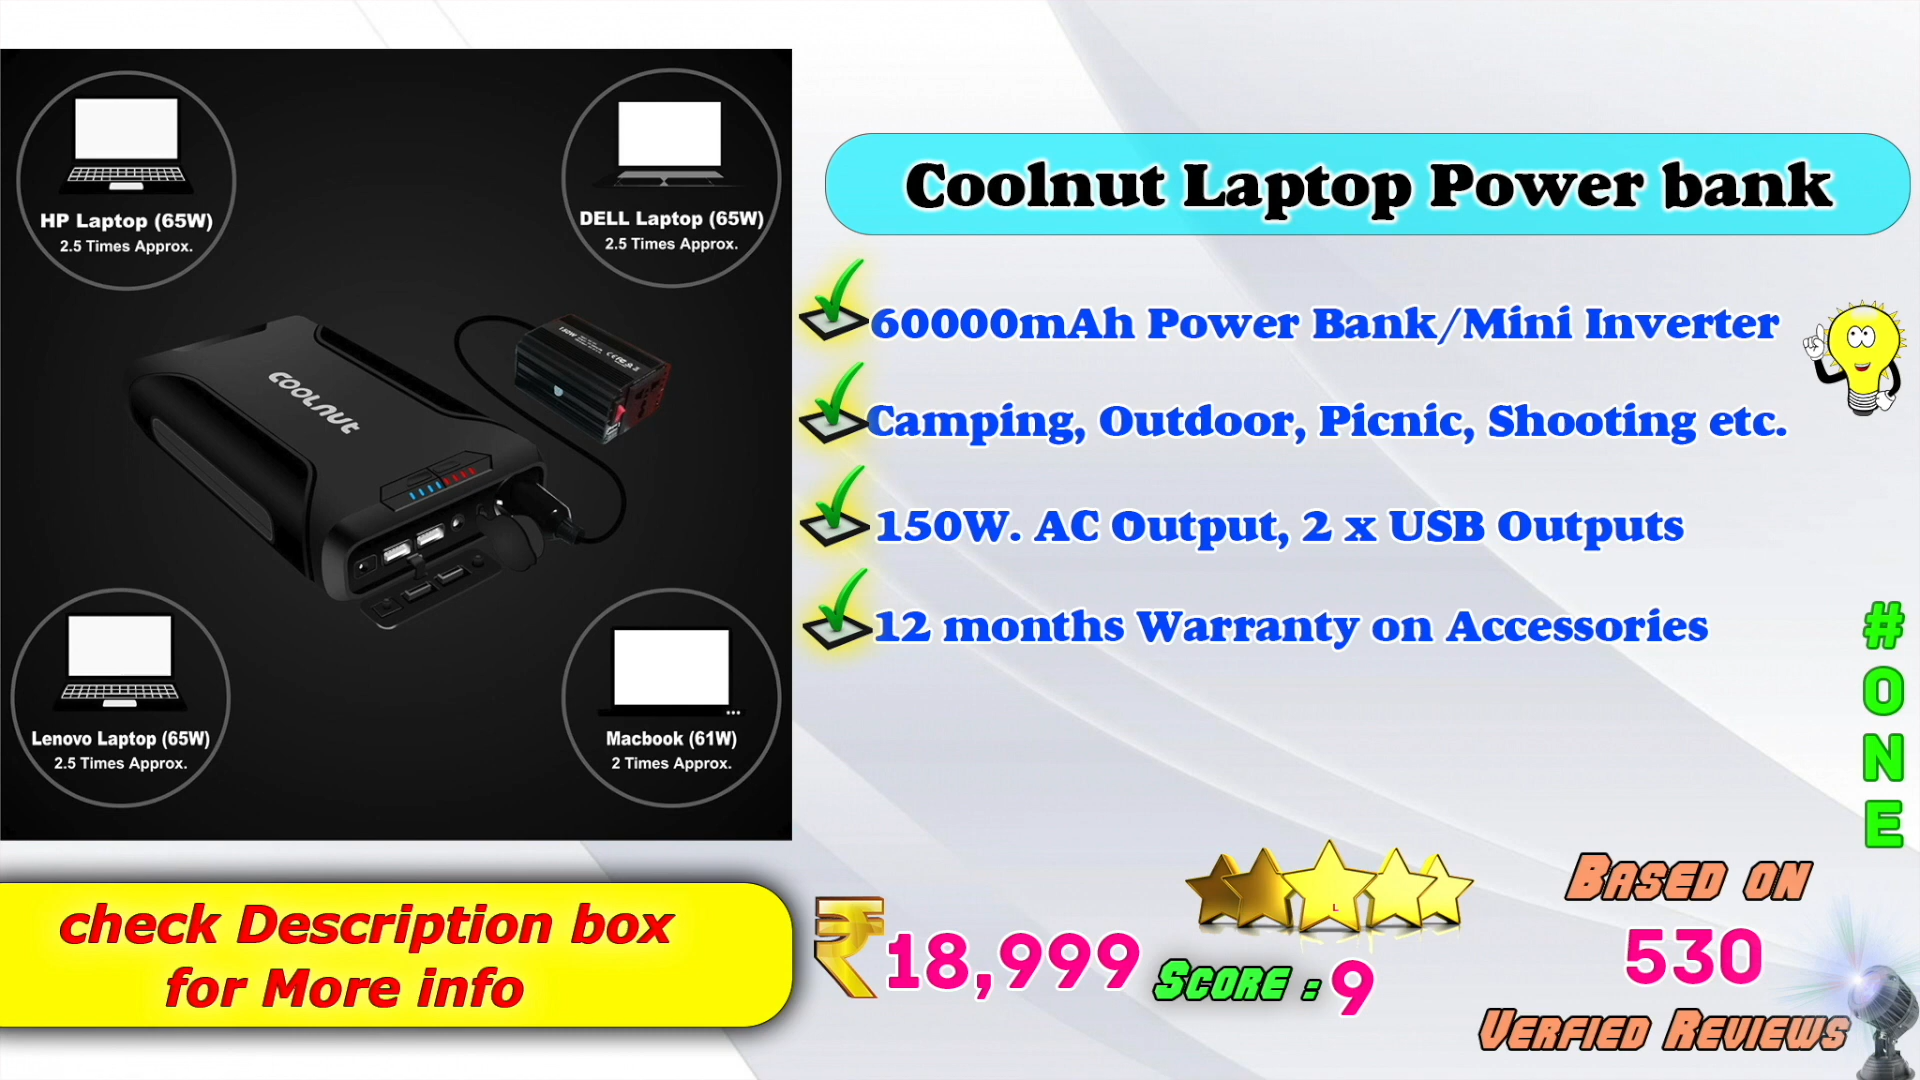 HP Laptop (65W)
2.5 Times Approx.
DELL Laptop (65W)
2.5 Times Approx.
COOLNUT
150W
Lenovo Laptop (65W)
2.5 Times Approx.
Macbook (61W)
2 Times Approx.
Coolnut Laptop Power bank
60000mAh Power Bank/Mini Inverter
Camping, Outdoor, Picnic, Shooting etc.
150W. AC Output, 2 x USB Outputs
12 months Warranty on Accessories
#
O
N
E
check Description box
for More info
₹18,999
L
Score : 9
Based on
530
Verfied Reviews